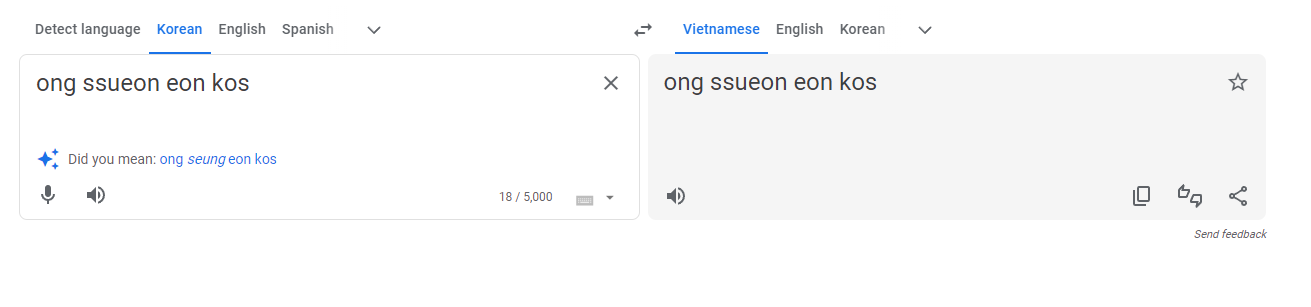 Detect language Korean English Spanish Vietnamese English Korean
ong ssueon eon kos ong ssueon eon kos
Did you mean: ong seung eon kos
18 / 5,000
Send feedback